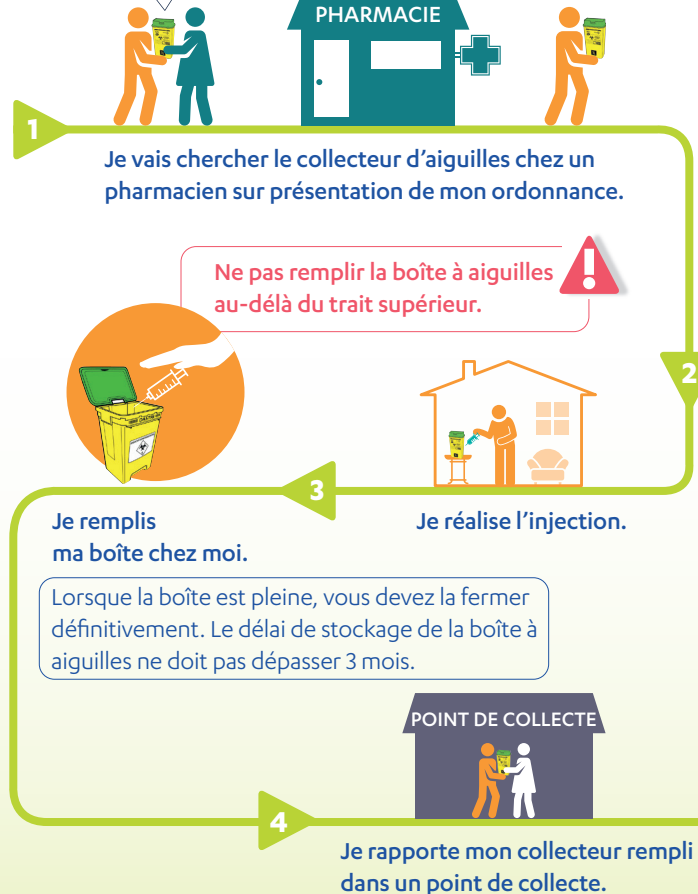 PHARMACIE
1
Je vais chercher le collecteur d'aiguilles chez un
pharmacien sur présentation de mon ordonnance.
Ne pas remplir la boîte à aiguilles
au-delà du trait supérieur.
2
Je réalise l'injection.
3
Je remplis
ma boîte chez moi.
Lorsque la boîte est pleine, vous devez la fermer
définitivement. Le délai de stockage de la boîte à
aiguilles ne doit pas dépasser 3 mois.
POINT DE COLLECTE
4
Je rapporte mon collecteur rempli
dans un point de collecte.